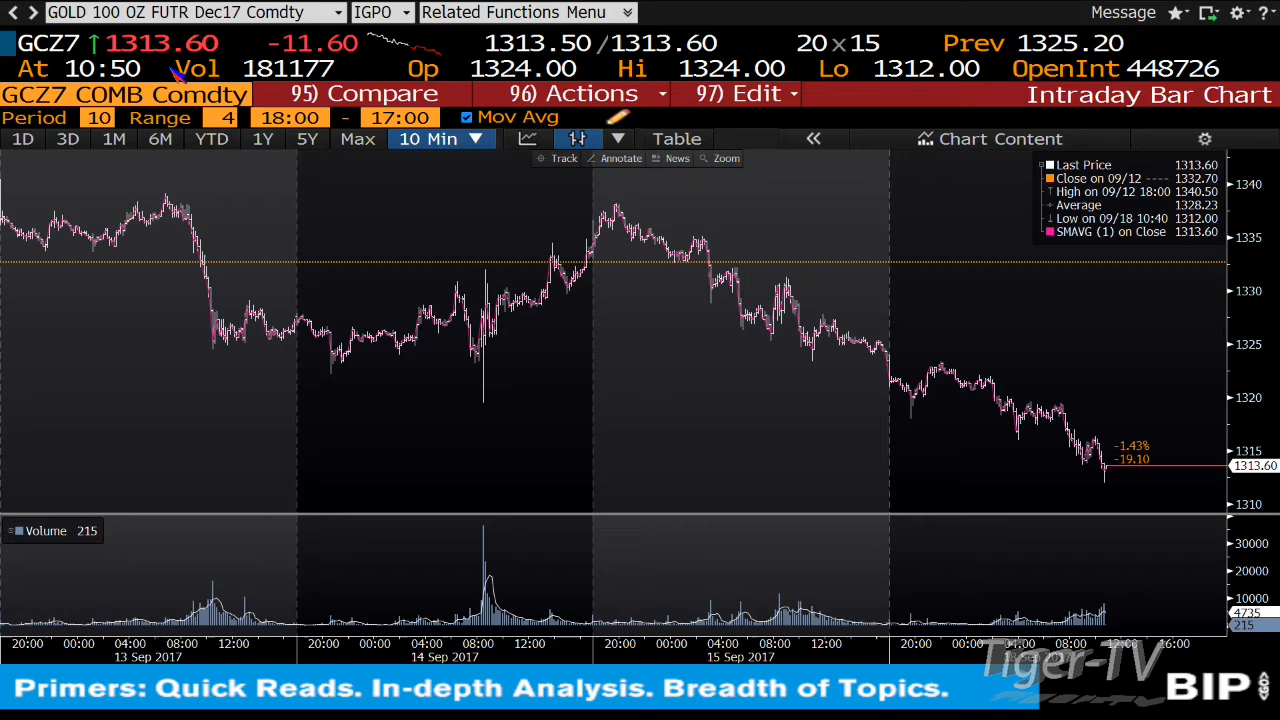 GOLD 100 OZ FUTR Dec17 Comdty IGPO Related Functions Menu Message
GCZ7 1313.60 -11.60 1313.50 / 1313.60 20 x 15 Prev 1325.20
At 10:50 Vol 181177 Op 1324.00 Hi 1324.00 Lo 1312.00 OpenInt 448726
GCZ7 COMB Comdty 95) Compare 96) Actions 97) Edit Intraday Bar Chart
Period 10 Range 4 18:00 - 17:00 Mov Avg
1D 3D 1M 6M YTD 1Y 5Y Max 10 Min Table « Chart Content
Track Annotate News Zoom
Last Price 1313.60
Close on 09/12 ---- 1332.70
High on 09/12 18:00 1340.50
Average 1328.23
Low on 09/18 10:40 1312.00
SMAVG (1) on Close 1313.60
1340
1335
1330
1325
1320
1315
1310
-1.43%
-19.10
1313.60
Volume 215
30000
20000
10000
4735
215
20:00 00:00 04:00 08:00 12:00 20:00 00:00 04:00 08:00 12:00 20:00 00:00 04:00 08:00 12:00 20:00 00:00 04:00 08:00 12:00 16:00
13 Sep 2017 14 Sep 2017 15 Sep 2017 18 Sep 2017
Tiger-TV
Primers: Quick Reads. In-depth Analysis. Breadth of Topics.
BIP
GO